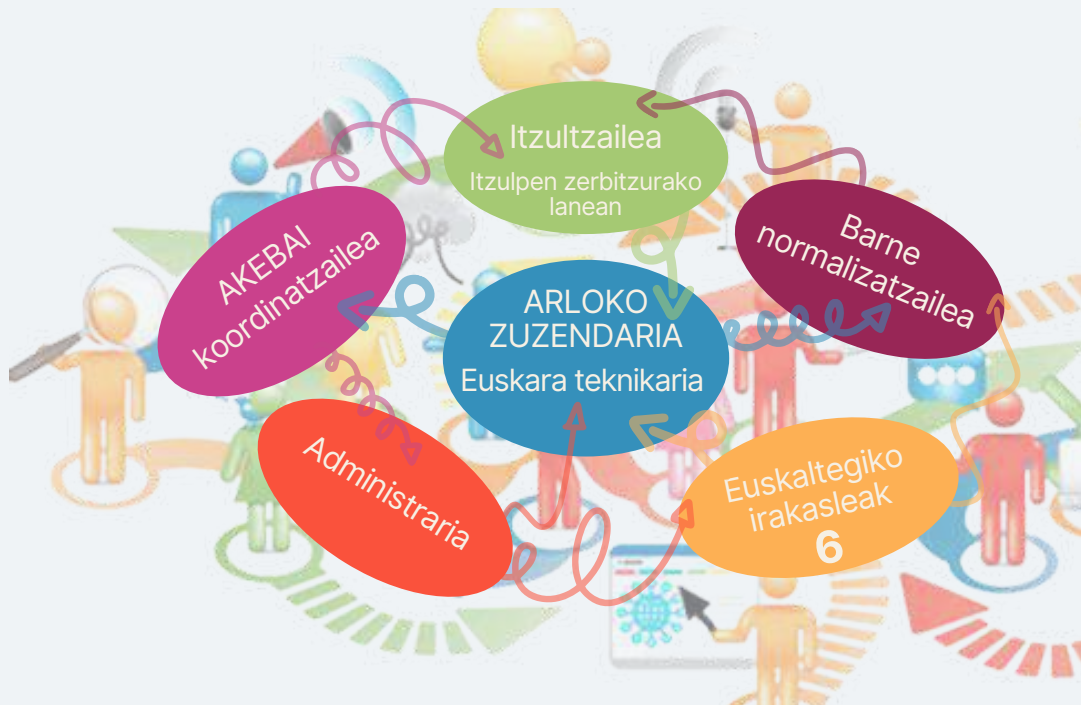 Itzultzailea
Itzulpen zerbitzurako
lanean
AKEBAI
koordinatzailea
Barne
normalizatzailea
ARLOKO
ZUZENDARIA
Euskara teknikaria
Administraria
Euskaltegiko
irakasleak
6